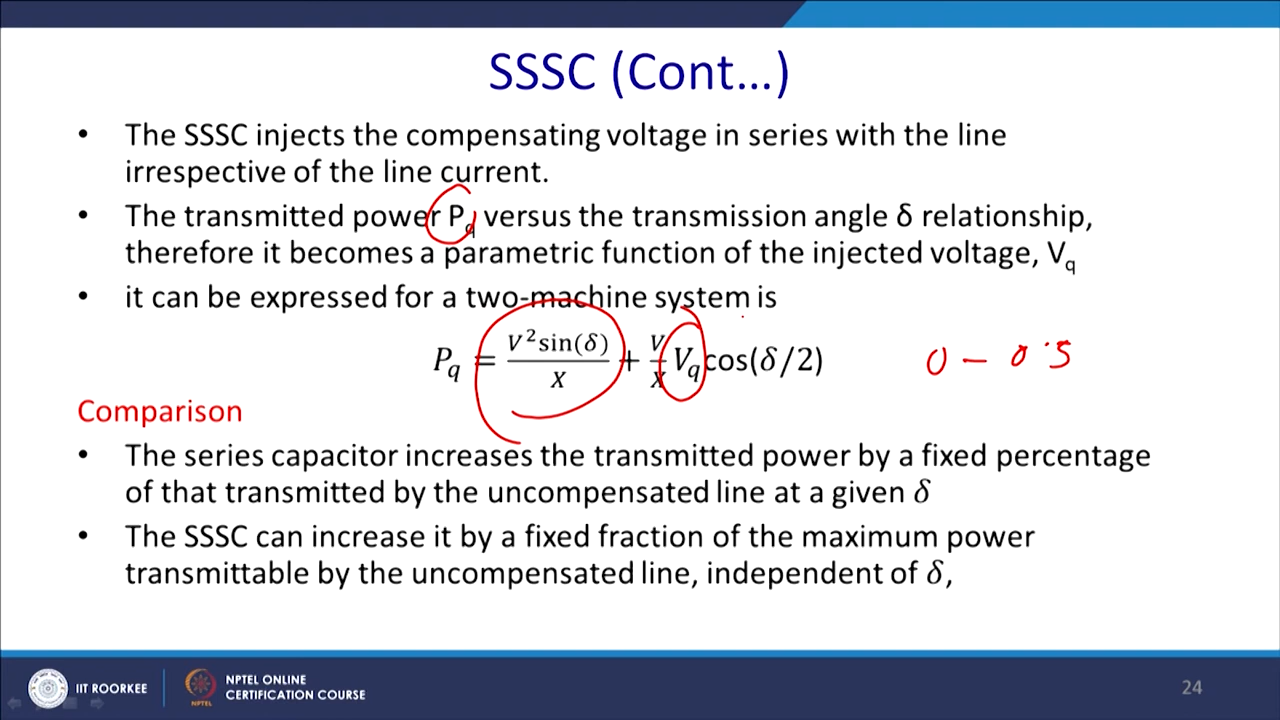 SSSC (Cont...)
• The SSSC injects the compensating voltage in series with the line
irrespective of the line current.
• The transmitted power P_q versus the transmission angle δ relationship,
therefore it becomes a parametric function of the injected voltage, V_q
• it can be expressed for a two-machine system is
P_q = V² sin(δ)/X + V/X V_q cos(δ/2)
0 – 0.5
Comparison
• The series capacitor increases the transmitted power by a fixed percentage
of that transmitted by the uncompensated line at a given δ
• The SSSC can increase it by a fixed fraction of the maximum power
transmittable by the uncompensated line, independent of δ,
IIT ROORKEE
NPTEL
NPTEL ONLINE
CERTIFICATION COURSE
24